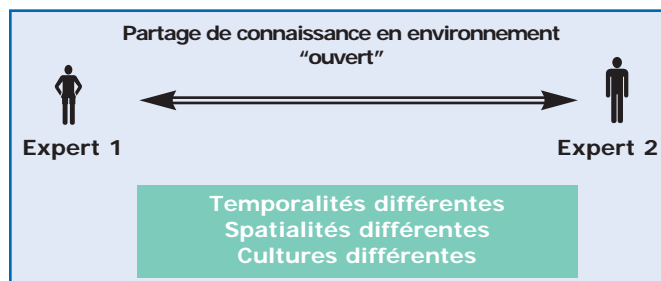 Partage de connaissance en environnement
“ouvert”
Expert 1
Expert 2
Temporalités différentes
Spatialités différentes
Cultures différentes